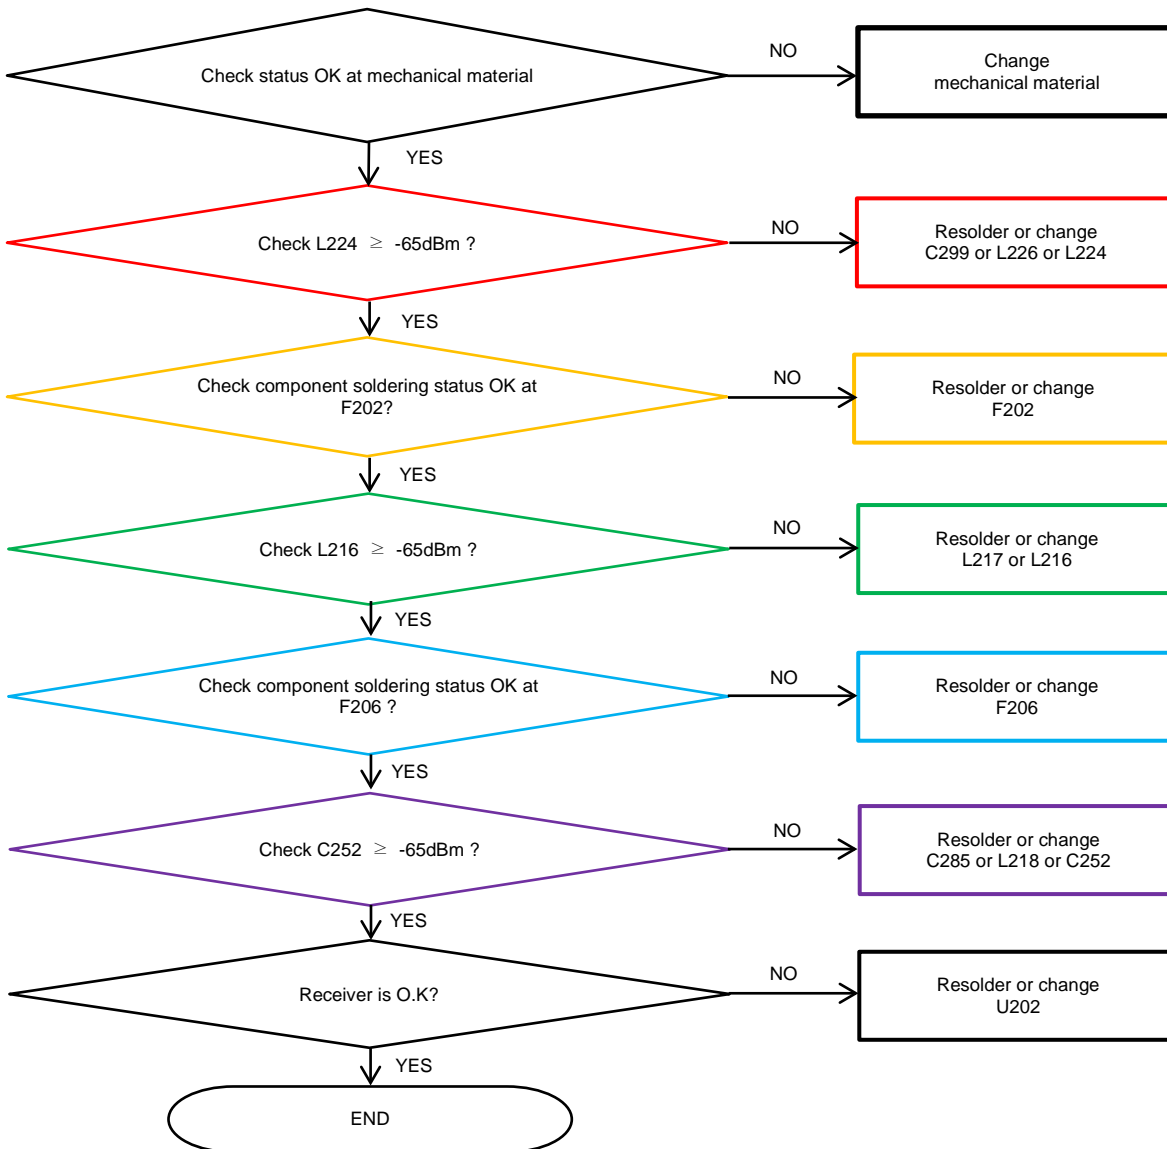 Check status OK at mechanical material
NO
Change
mechanical material
YES
Check L224 ≥ -65dBm ?
NO
Resolder or change
C299 or L226 or L224
YES
Check component soldering status OK at
F202?
NO
Resolder or change
F202
YES
Check L216 ≥ -65dBm ?
NO
Resolder or change
L217 or L216
YES
Check component soldering status OK at
F206 ?
NO
Resolder or change
F206
YES
Check C252 ≥ -65dBm ?
NO
Resolder or change
C285 or L218 or C252
YES
Receiver is O.K?
NO
Resolder or change
U202
YES
END